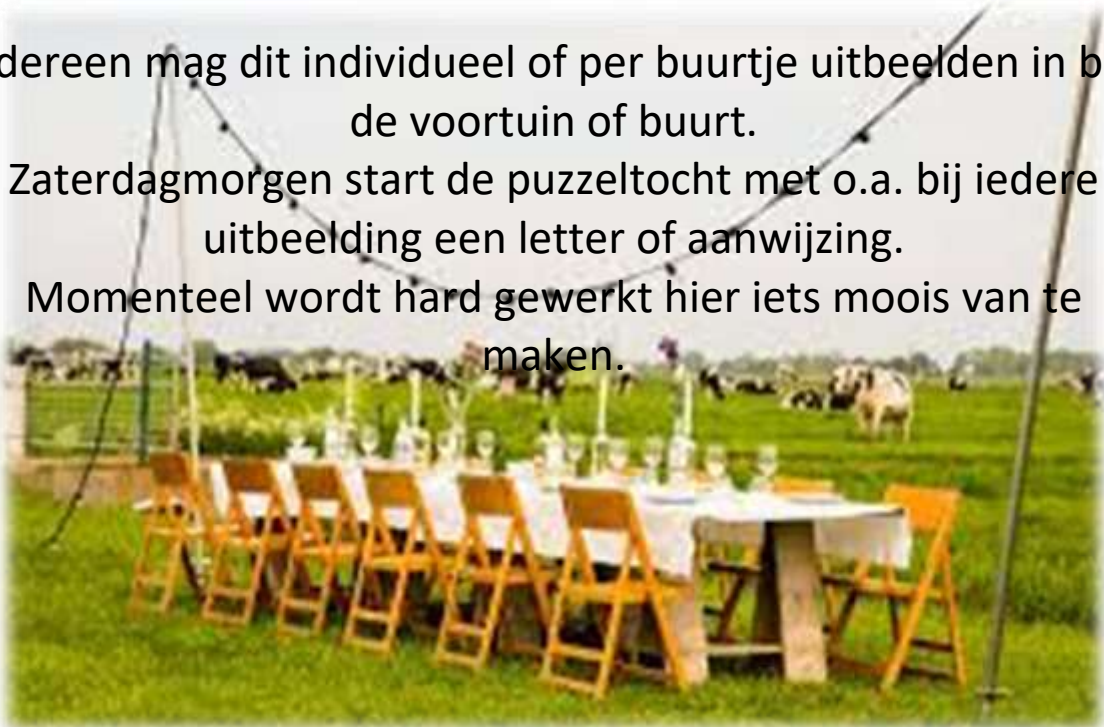 dereen mag dit individueel of per buurtje uitbeelden in b
de voortuin of buurt.
Zaterdagmorgen start de puzzeltocht met o.a. bij iedere
uitbeelding een letter of aanwijzing.
Momenteel wordt hard gewerkt hier iets moois van te
maken.